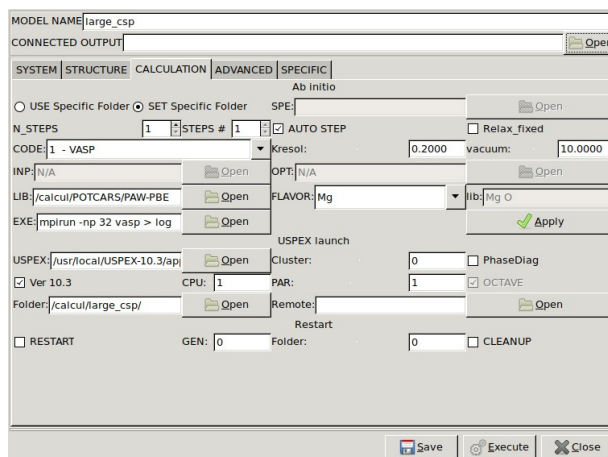 MODEL NAME large_csp
CONNECTED OUTPUT Open
SYSTEM STRUCTURE CALCULATION ADVANCED SPECIFIC
Ab initio
USE Specific Folder SET Specific Folder SPE: Open
N_STEPS 1 STEPS # 1 AUTO STEP Relax_fixed
CODE: 1 - VASP Kresol: 0.2000 vacuum: 10.0000
INP: N/A Open OPT: N/A Open
LIB: /calcul/POTCARS/PAW-PBE Open FLAVOR: Mg lib: Mg O
EXE: mpirun -np 32 vasp > log Open Apply
USPEX launch
USPEX: /usr/local/USPEX-10.3/ap Open Cluster: 0 PhaseDiag
Ver 10.3 CPU: 1 PAR: 1 OCTAVE
Folder: /calcul/large_csp/ Open Remote: Open
Restart
RESTART GEN: 0 Folder: 0 CLEANUP
Save Execute Close